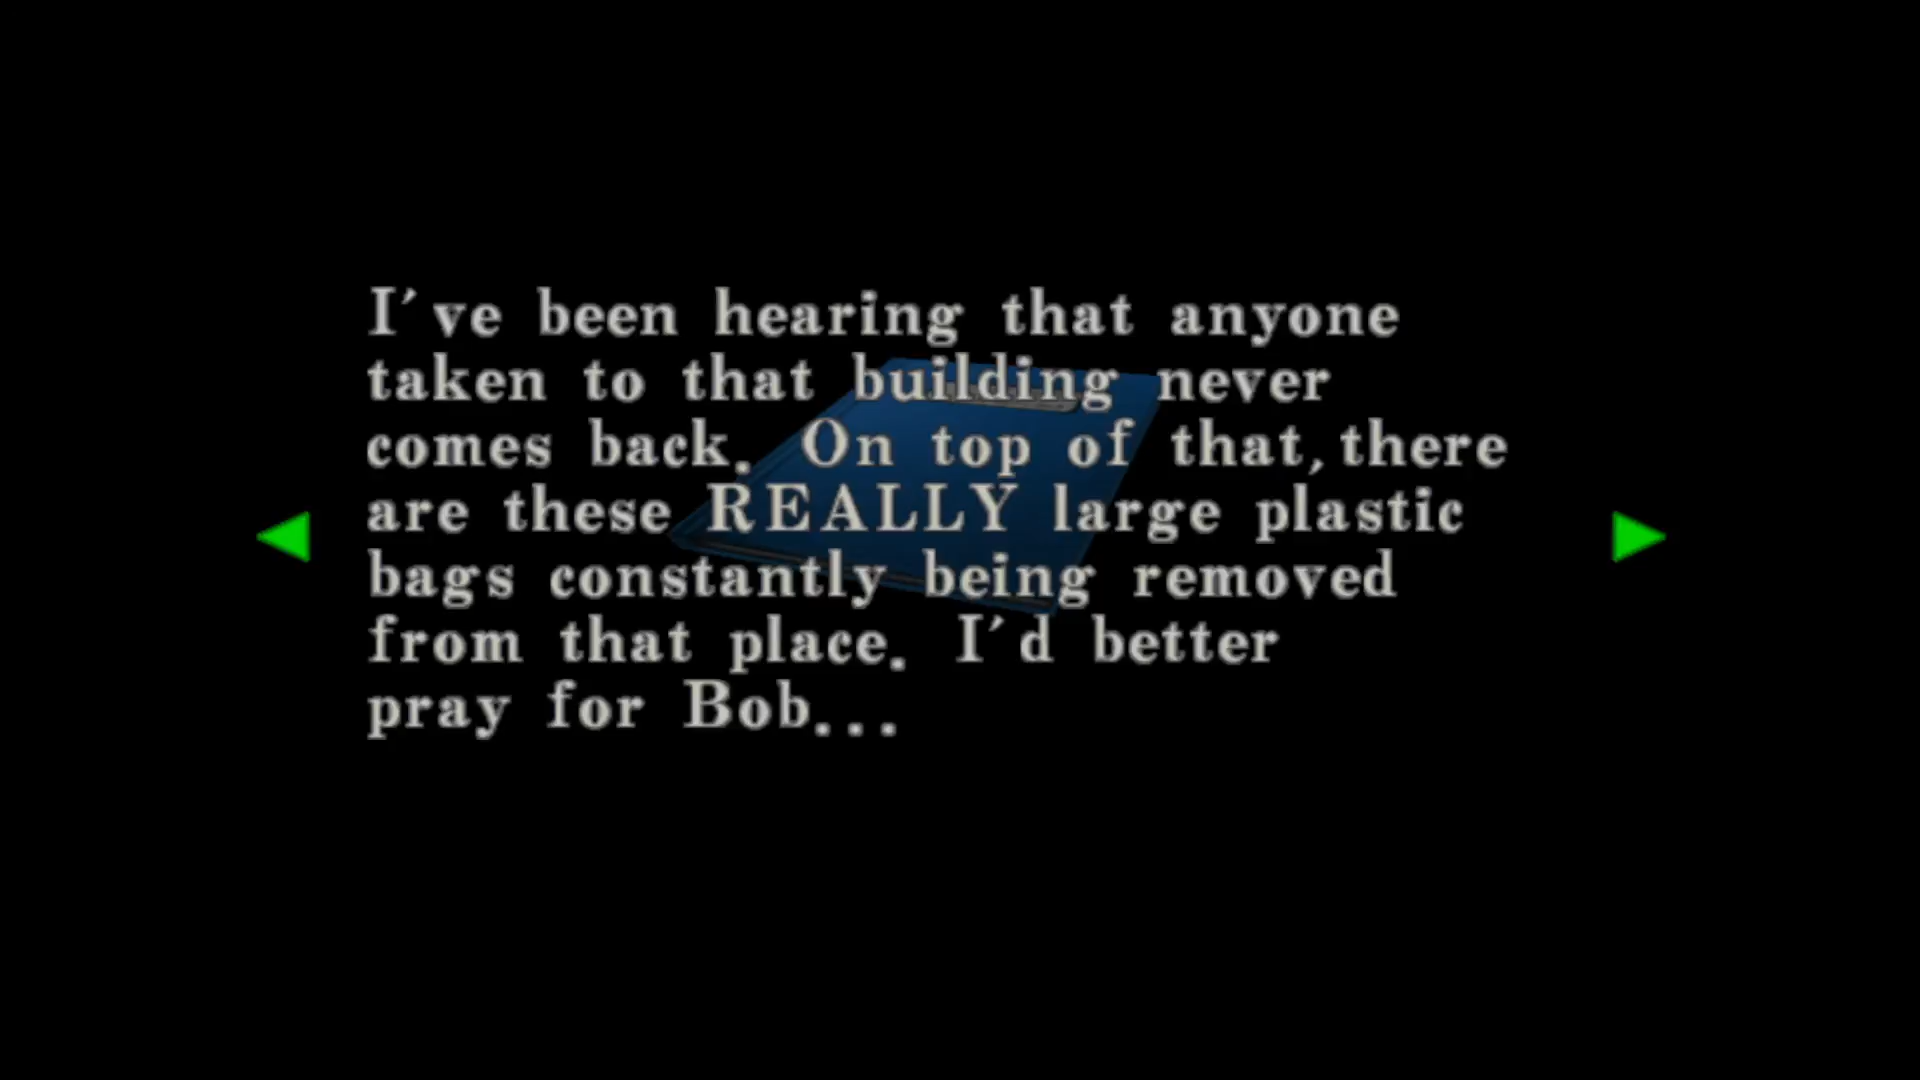 I've been hearing that anyone
taken to that building never
comes back. On top of that,there
are these REALLY large plastic
bags constantly being removed
from that place. I'd better
pray for Bob...